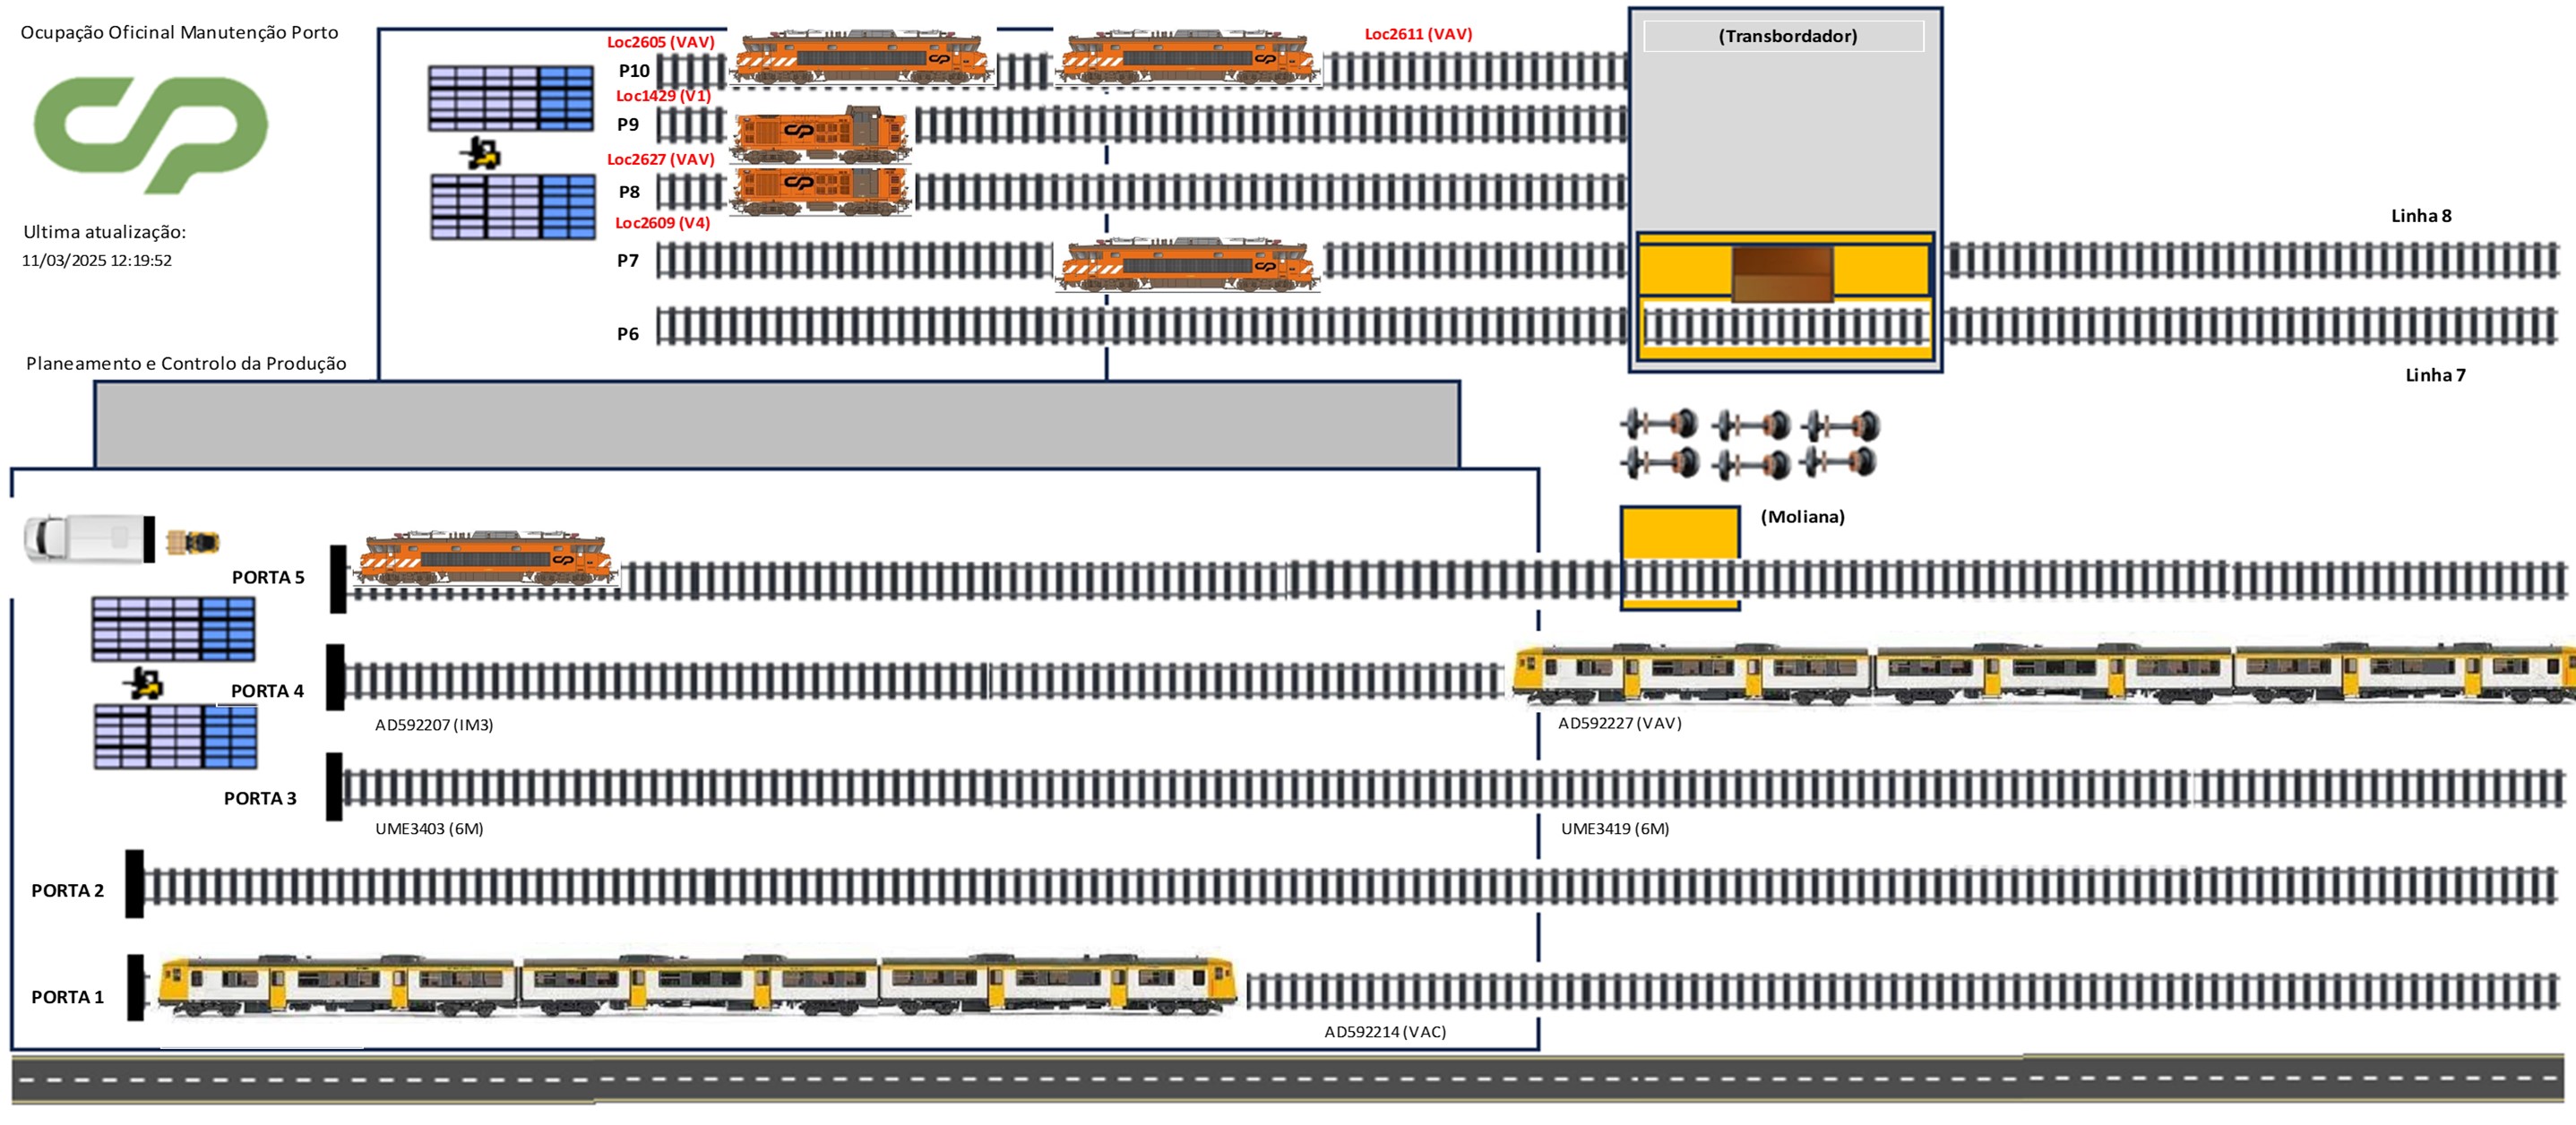 Ocupação Oficinal Manutenção Porto
Ultima atualização:
11/03/2025 12:19:52
Planeamento e Controlo da Produção
Loc2605 (VAV)
Loc2611 (VAV)
P10
Loc1429 (V1)
P9
Loc2627 (VAV)
P8
Loc2609 (V4)
P7
P6
(Transbordador)
Linha 8
Linha 7
(Moliana)
PORTA 5
PORTA 4
AD592207 (IM3)
AD592227 (VAV)
PORTA 3
UME3403 (6M)
UME3419 (6M)
PORTA 2
PORTA 1
AD592214 (VAC)